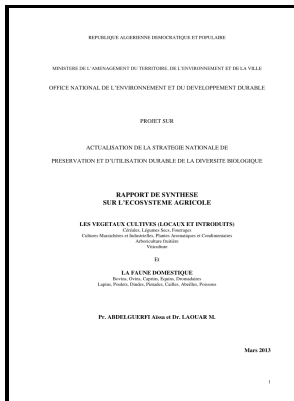 REPUBLIQUE ALGERIENNE DEMOCRATIQUE ET POPULAIRE
MINISTERE DE L'AMENAGEMENT DU TERRITOIRE, DE L'ENVIRONNEMENT ET DE LA VILLE
OFFICE NATIONAL DE L'ENVIRONNEMENT ET DU DEVELOPPEMENT DURABLE
PROJET SUR
ACTUALISATION DE LA STRATEGIE NATIONALE DE
PRESERVATION ET D'UTILISATION DURABLE DE LA DIVERSITE BIOLOGIQUE
RAPPORT DE SYNTHESE
SUR L'ECOSYSTEME AGRICOLE
LES VEGETAUX CULTIVES (LOCAUX ET INTRODUITS)
Céréales, Légumes Secs, Fourrages
Cultures Maraichères et Industrielles, Plantes Aromatiques et Condimentaires
Arboriculture fruitière
Viticulture
Et
LA FAUNE DOMESTIQUE
Bovins, Ovins, Caprins, Equins, Dromadaires
Lapins, Poulets, Dindes, Pintades, Cailles, Abeilles, Poissons
Pr. ABDELGUERFI Aïssa et Dr. LAOUAR M.
Mars 2013
1